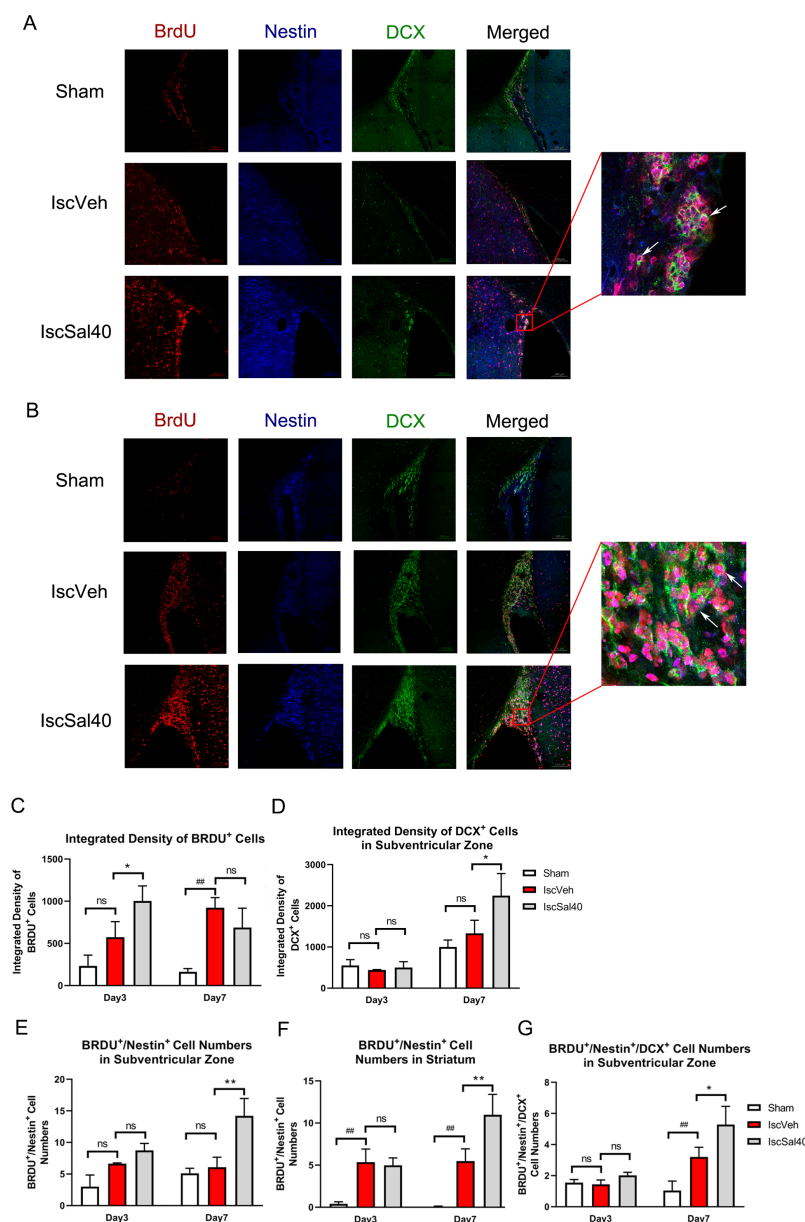 A
BrdU Nestin DCX Merged
Sham
IscVeh
IscSal40
B
BrdU Nestin DCX Merged
Sham
IscVeh
IscSal40
C
Integrated Density of BRDU⁺ Cells
Integrated Density of
BRDU⁺ Cells
1500
1000
500
0
ns
*
##
ns
Day3 Day7
D
Integrated Density of DCX⁺ Cells
in Subventricular Zone
Integrated Density of
DCX⁺ Cells
3000
2000
1000
0
ns
ns
ns
*
Day3 Day7
Sham
IscVeh
IscSal40
E
BRDU⁺/Nestin⁺ Cell Numbers
in Subventricular Zone
BRDU⁺/Nestin⁺ Cell
Numbers
20
15
10
5
0
ns
ns
ns
**
Day3 Day7
F
BRDU⁺/Nestin⁺ Cell
Numbers in Striatum
BRDU⁺/Nestin⁺ Cell
Numbers
15
10
5
0
##
ns
##
**
Day3 Day7
G
BRDU⁺/Nestin⁺/DCX⁺ Cell Numbers
in Subventricular Zone
BRDU⁺/Nestin⁺/DCX⁺
Cell Numbers
8
6
4
2
0
ns
ns
##
*
Day3 Day7
Sham
IscVeh
IscSal40